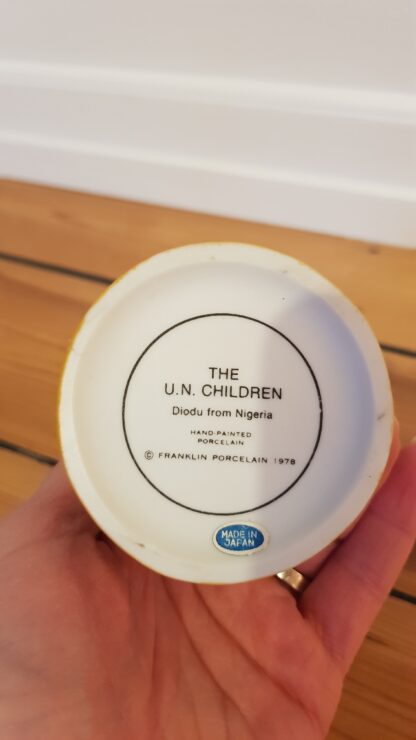 THE
U.N. CHILDREN
Diodu from Nigeria
HAND-PAINTED
PORCELAIN
© FRANKLIN PORCELAIN 1978
MADE IN
JAPAN